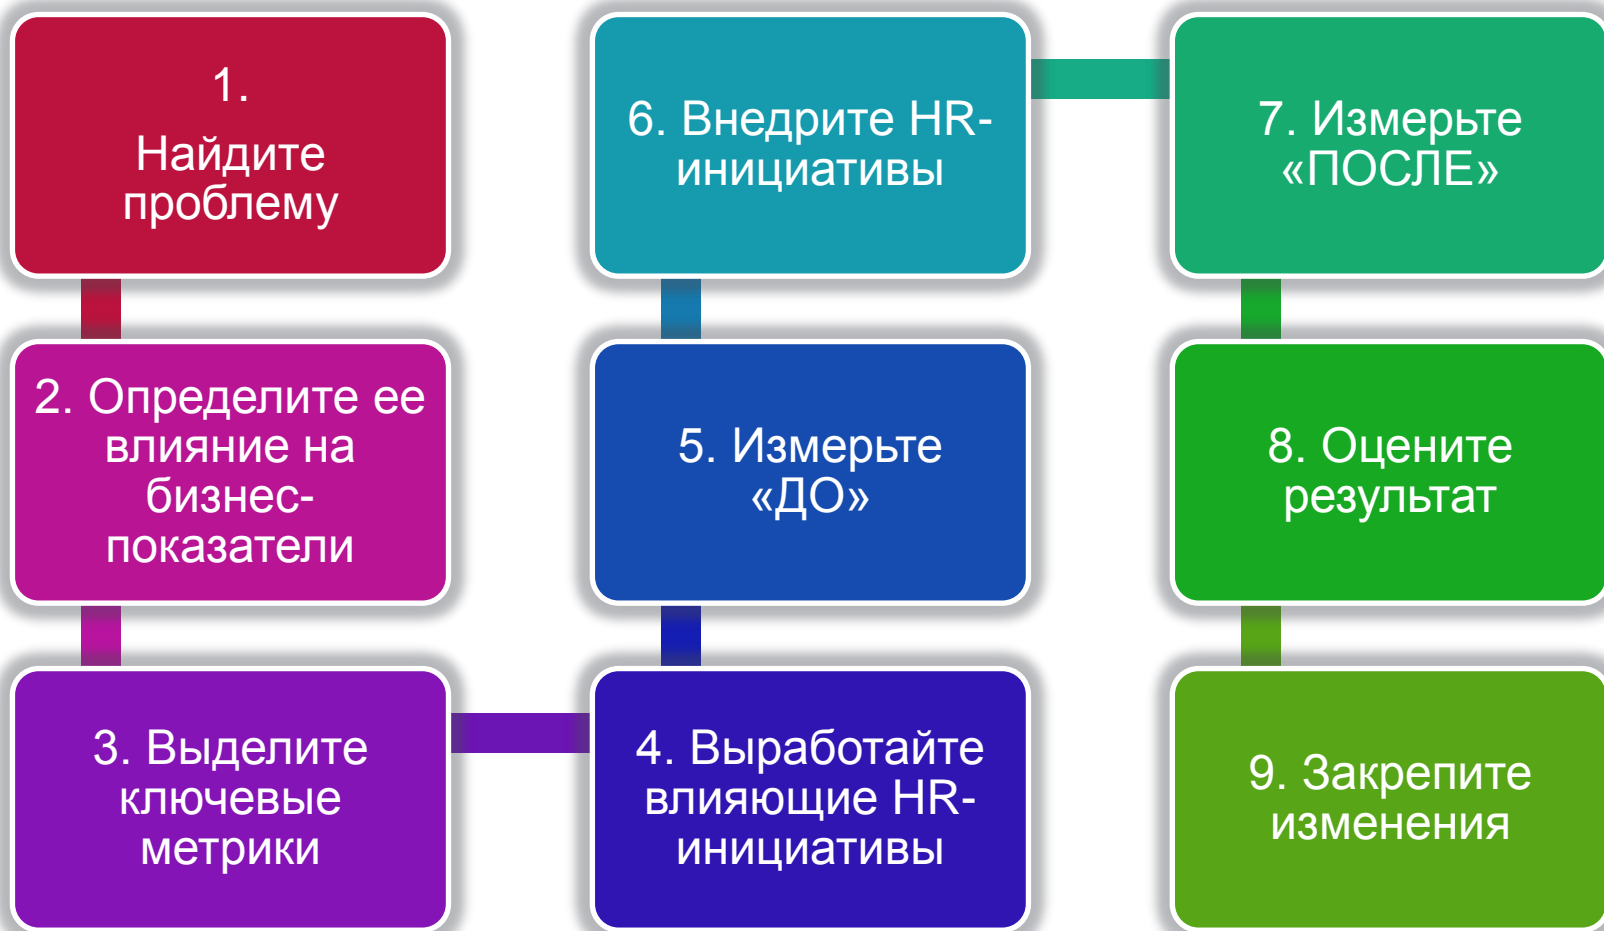 1.
Найдите
проблему
2. Определите ее
влияние на
бизнес-
показатели
3. Выделите
ключевые
метрики
4. Выработайте
влияющие HR-
инициативы
5. Измерьте
«ДО»
6. Внедрите HR-
инициативы
7. Измерьте
«ПОСЛЕ»
8. Оцените
результат
9. Закрепите
изменения